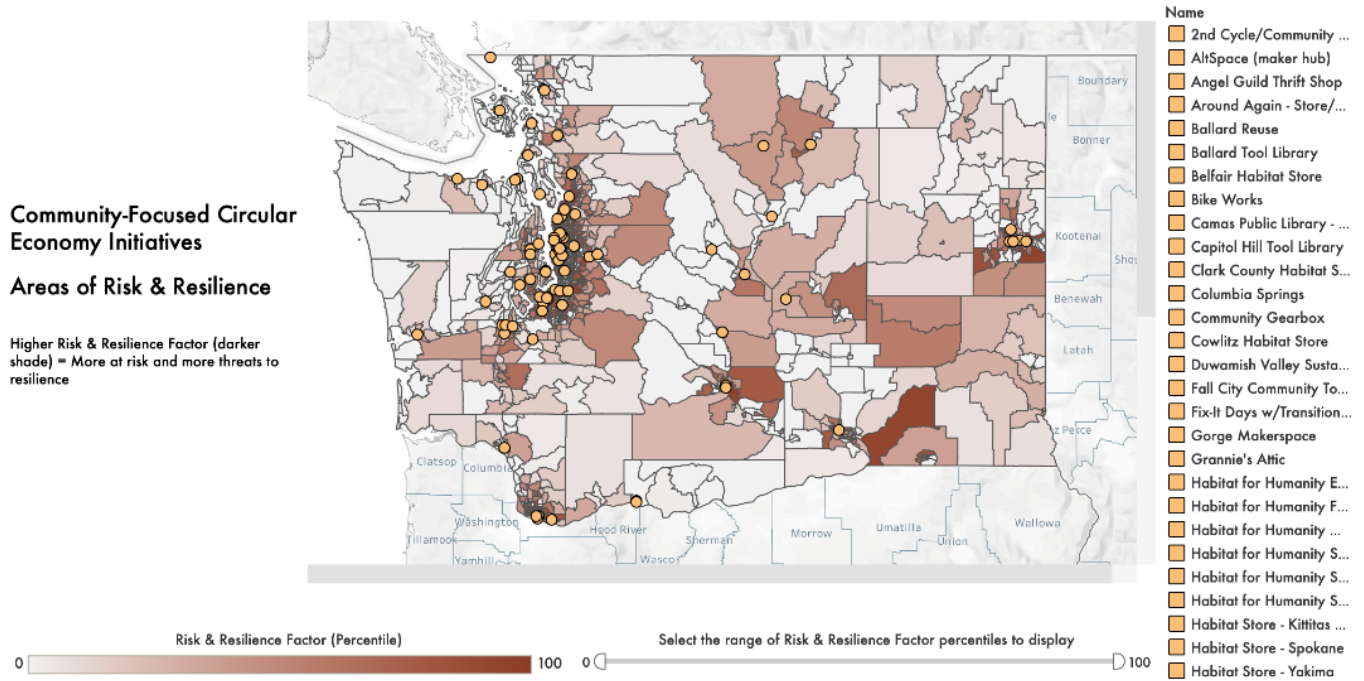 Community-Focused Circular
Economy Initiatives
Areas of Risk & Resilience
Higher Risk & Resilience Factor (darker
shade) = More at risk and more threats to
resilience
Boundary
le
Bonner
Kootenai
Shos
Benewah
Latah
z Perce
Clatsop
Columbia
Washington
Tillamook
Yamhill
Hood River
Wasco
Sherman
Morrow
Umatilla
Union
Wallowa
Name
2nd Cycle/Community ...
AltSpace (maker hub)
Angel Guild Thrift Shop
Around Again - Store/...
Ballard Reuse
Ballard Tool Library
Belfair Habitat Store
Bike Works
Camas Public Library - ...
Capitol Hill Tool Library
Clark County Habitat S...
Columbia Springs
Community Gearbox
Cowlitz Habitat Store
Duwamish Valley Susta...
Fall City Community To...
Fix-It Days w/Transition...
Gorge Makerspace
Grannie's Attic
Habitat for Humanity E...
Habitat for Humanity F...
Habitat for Humanity ...
Habitat for Humanity S...
Habitat for Humanity S...
Habitat for Humanity S...
Habitat Store - Kittitas ...
Habitat Store - Spokane
Habitat Store - Yakima
Risk & Resilience Factor (Percentile)
0 100
Select the range of Risk & Resilience Factor percentiles to display
0 100